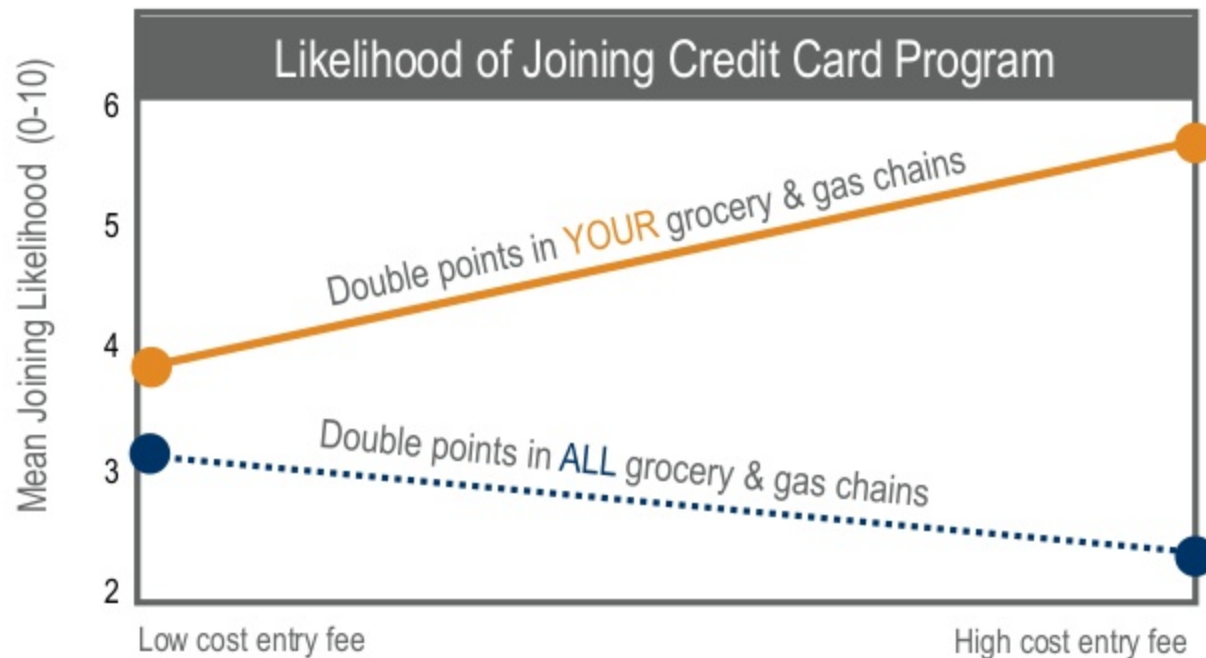 Likelihood of Joining Credit Card Program
Mean Joining Likelihood (0-10)
6
5
4
3
2
Double points in YOUR grocery & gas chains
Double points in ALL grocery & gas chains
Low cost entry fee
High cost entry fee